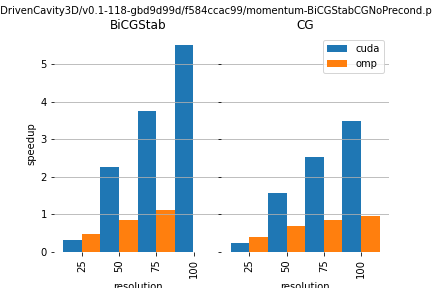 DrivenCavity3D/v0.1-118-gbd9d99d/f584ccac99/momentum-BiCGStabCGNoPrecond.p
BiCGStab
CG
cuda
omp
5
4
3
2
1
0
speedup
25
50
75
100
25
50
75
100
resolution
resolution